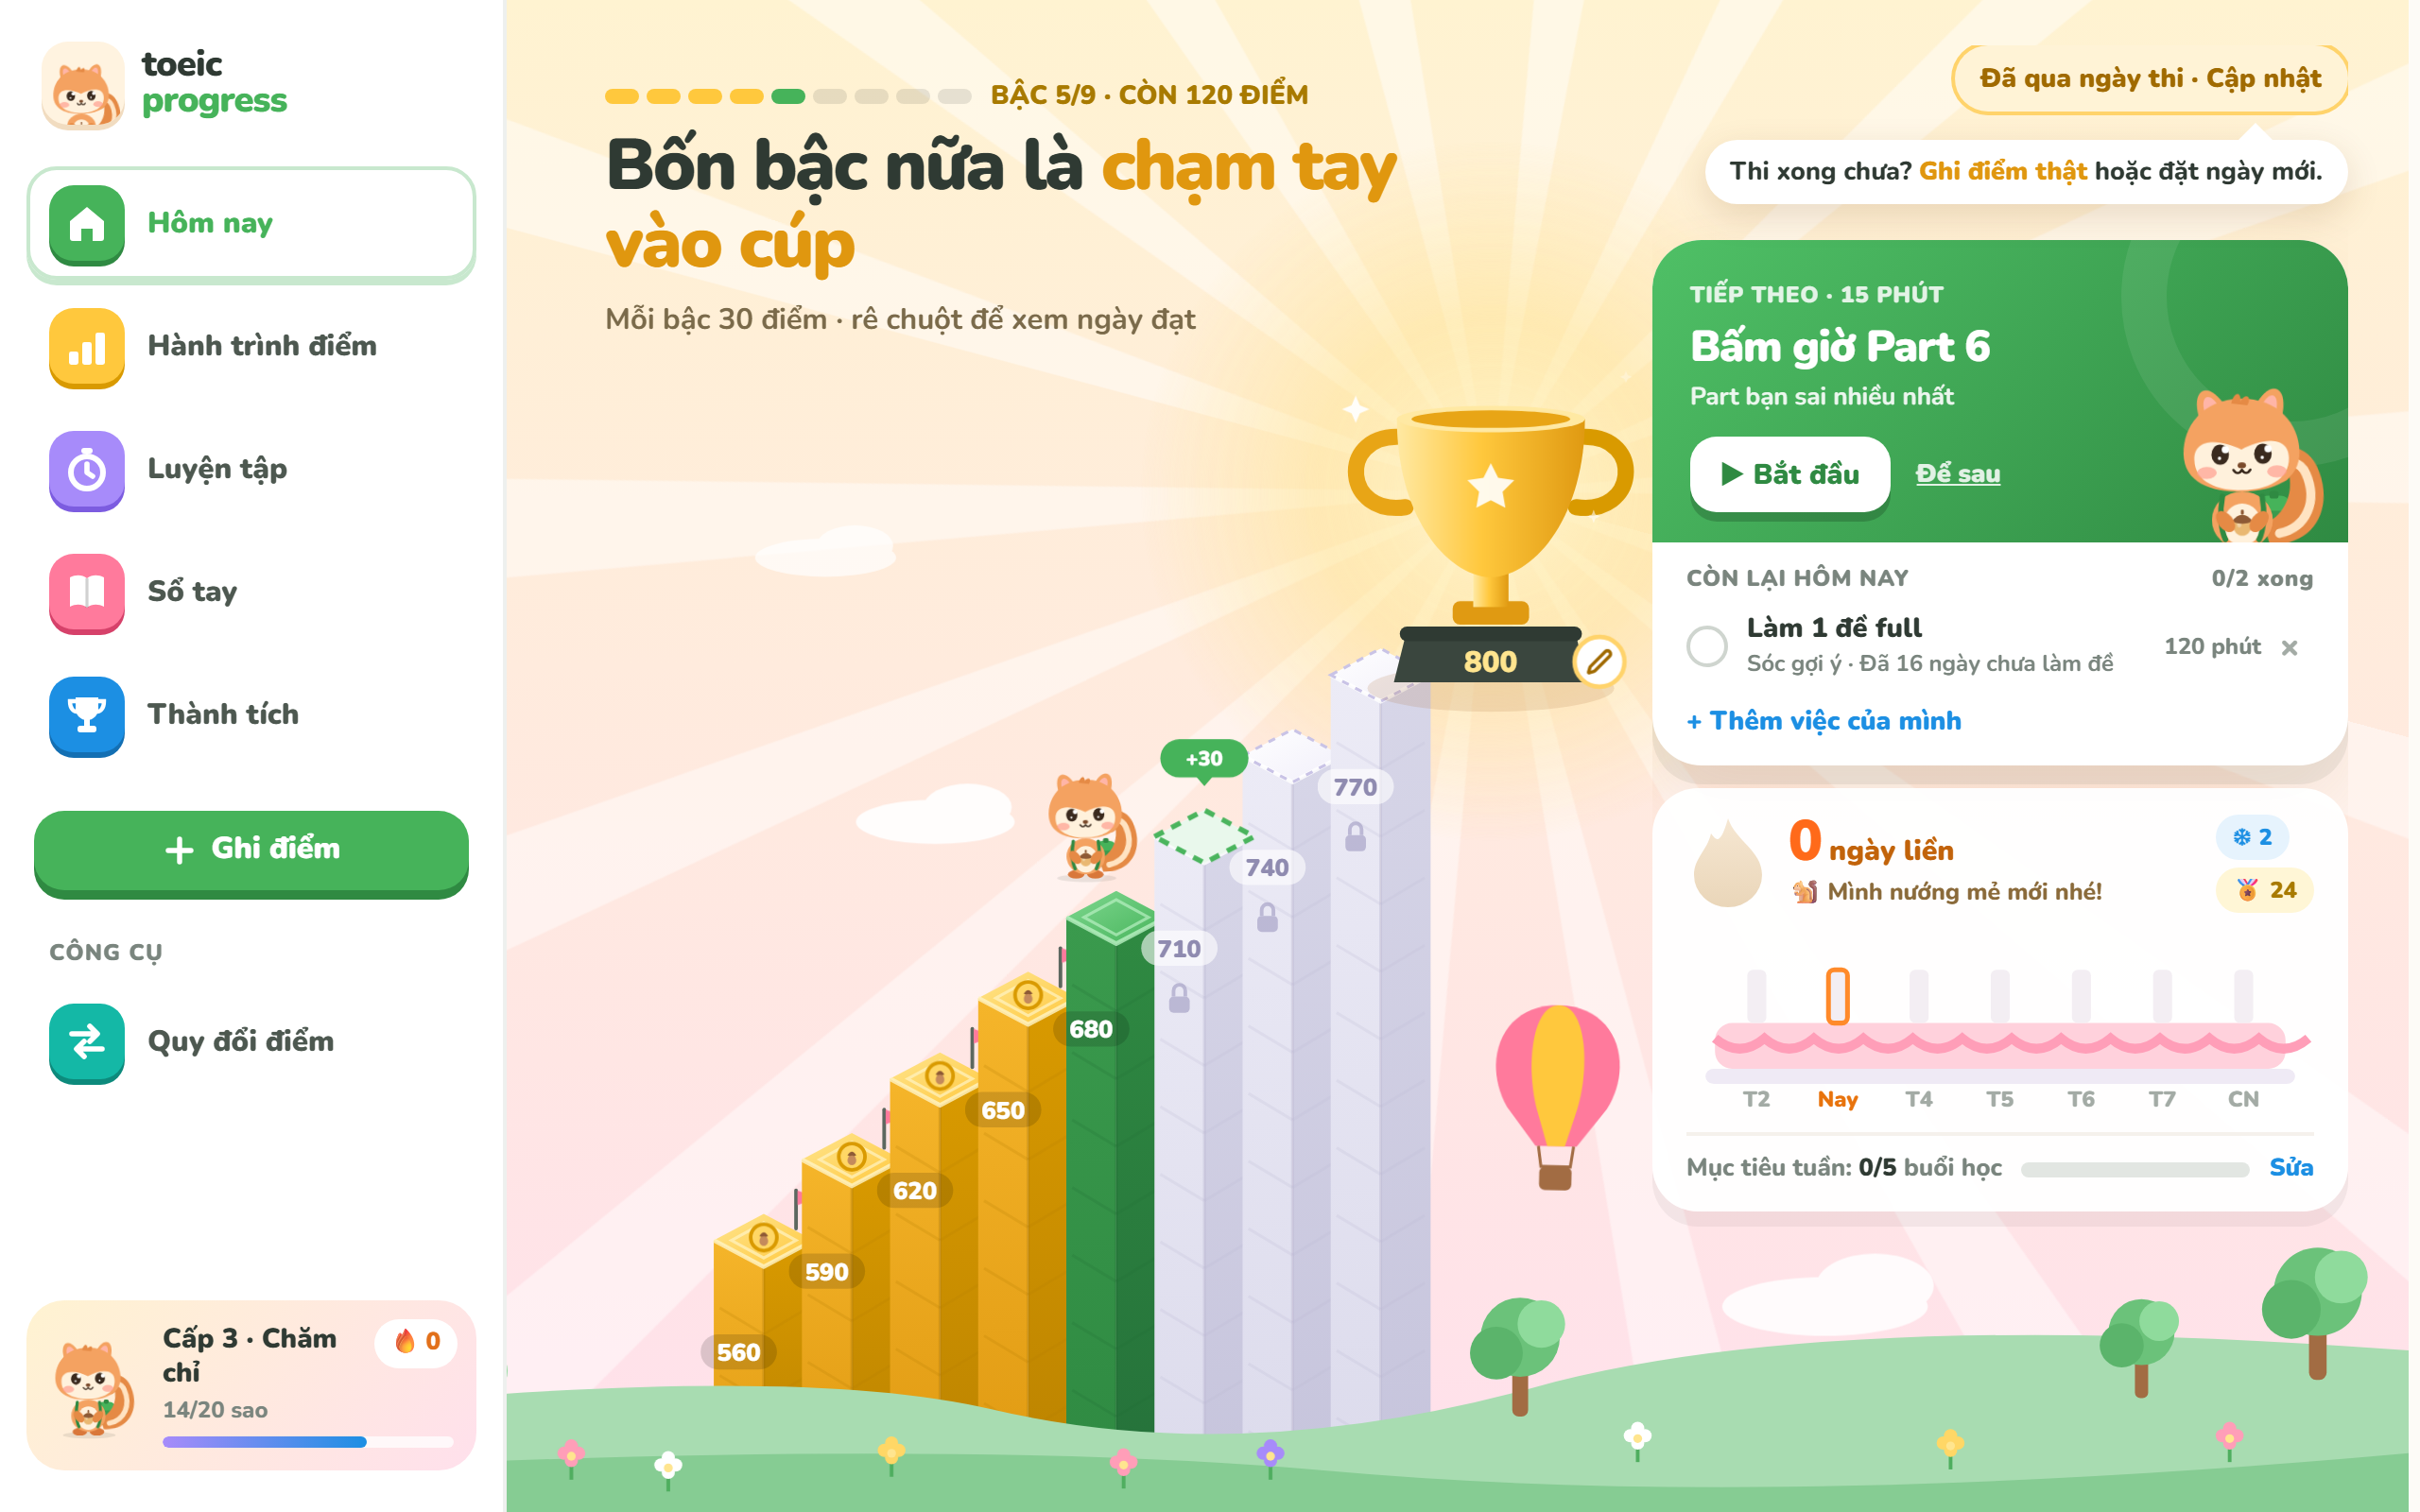 toeic
progress
Hôm nay
Hành trình điểm
Luyện tập
Sổ tay
Thành tích
+ Ghi điểm
CÔNG CỤ
Quy đổi điểm
Cấp 3 · Chăm
chỉ
0
14/20 sao
BẬC 5/9 · CÒN 120 ĐIỂM
Bốn bậc nữa là chạm tay
vào cúp
Mỗi bậc 30 điểm · rê chuột để xem ngày đạt
800
+30
770
740
710
680
650
620
590
560
Đã qua ngày thi · Cập nhật
Thi xong chưa? Ghi điểm thật hoặc đặt ngày mới.
TIẾP THEO · 15 PHÚT
Bấm giờ Part 6
Part bạn sai nhiều nhất
Bắt đầu Để sau
CÒN LẠI HÔM NAY 0/2 xong
Làm 1 đề full
Sóc gợi ý · Đã 16 ngày chưa làm đề
120 phút ×
+ Thêm việc của mình
0 ngày liền
2
Mình nướng mẻ mới nhé!
24
T2 Nay T4 T5 T6 T7 CN
Mục tiêu tuần: 0/5 buổi học Sửa